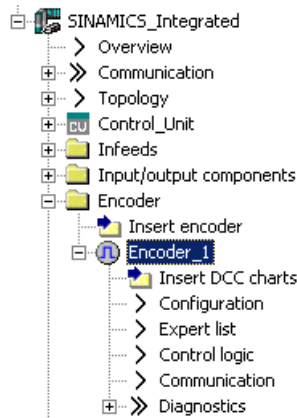 SINAMICS_Integrated
Overview
Communication
Topology
CU Control_Unit
Infeeds
Input/output components
Encoder
Insert encoder
Encoder_1
Insert DCC charts
Configuration
Expert list
Control logic
Communication
Diagnostics